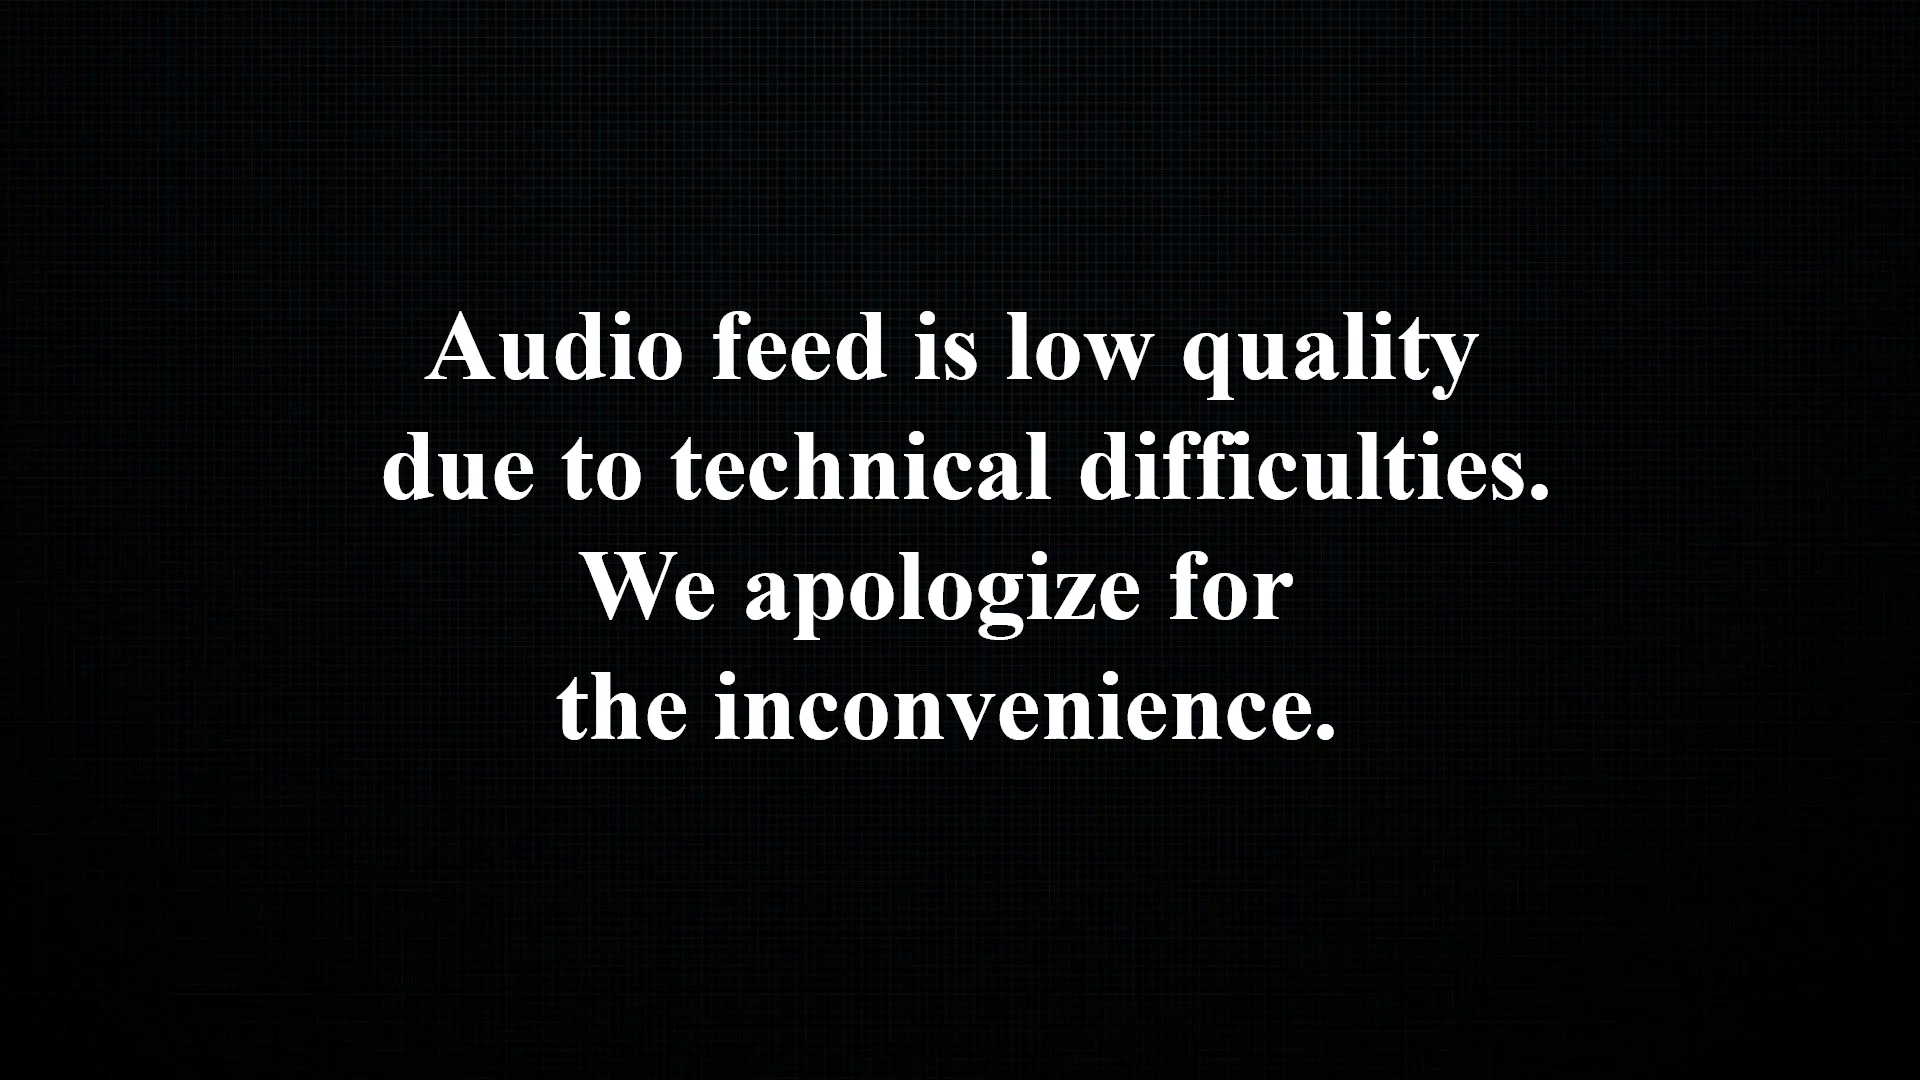 Audio feed is low quality
due to technical difficulties.
We apologize for
the inconvenience.